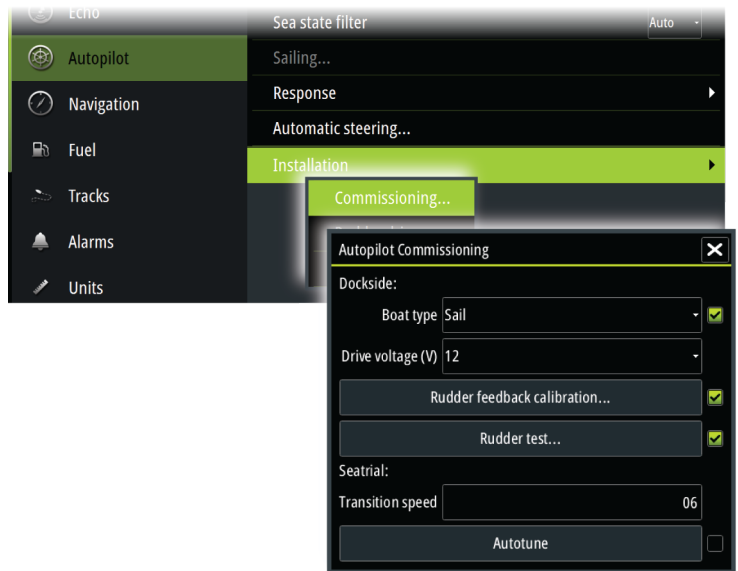 Echo
Autopilot
Navigation
Fuel
Tracks
Alarms
Units
Sea state filter Auto
Sailing...
Response
Automatic steering...
Installation
Commissioning...
Autopilot Commissioning
Dockside:
Boat type Sail
Drive voltage (V) 12
Rudder feedback calibration...
Rudder test...
Seatrial:
Transition speed 06
Autotune